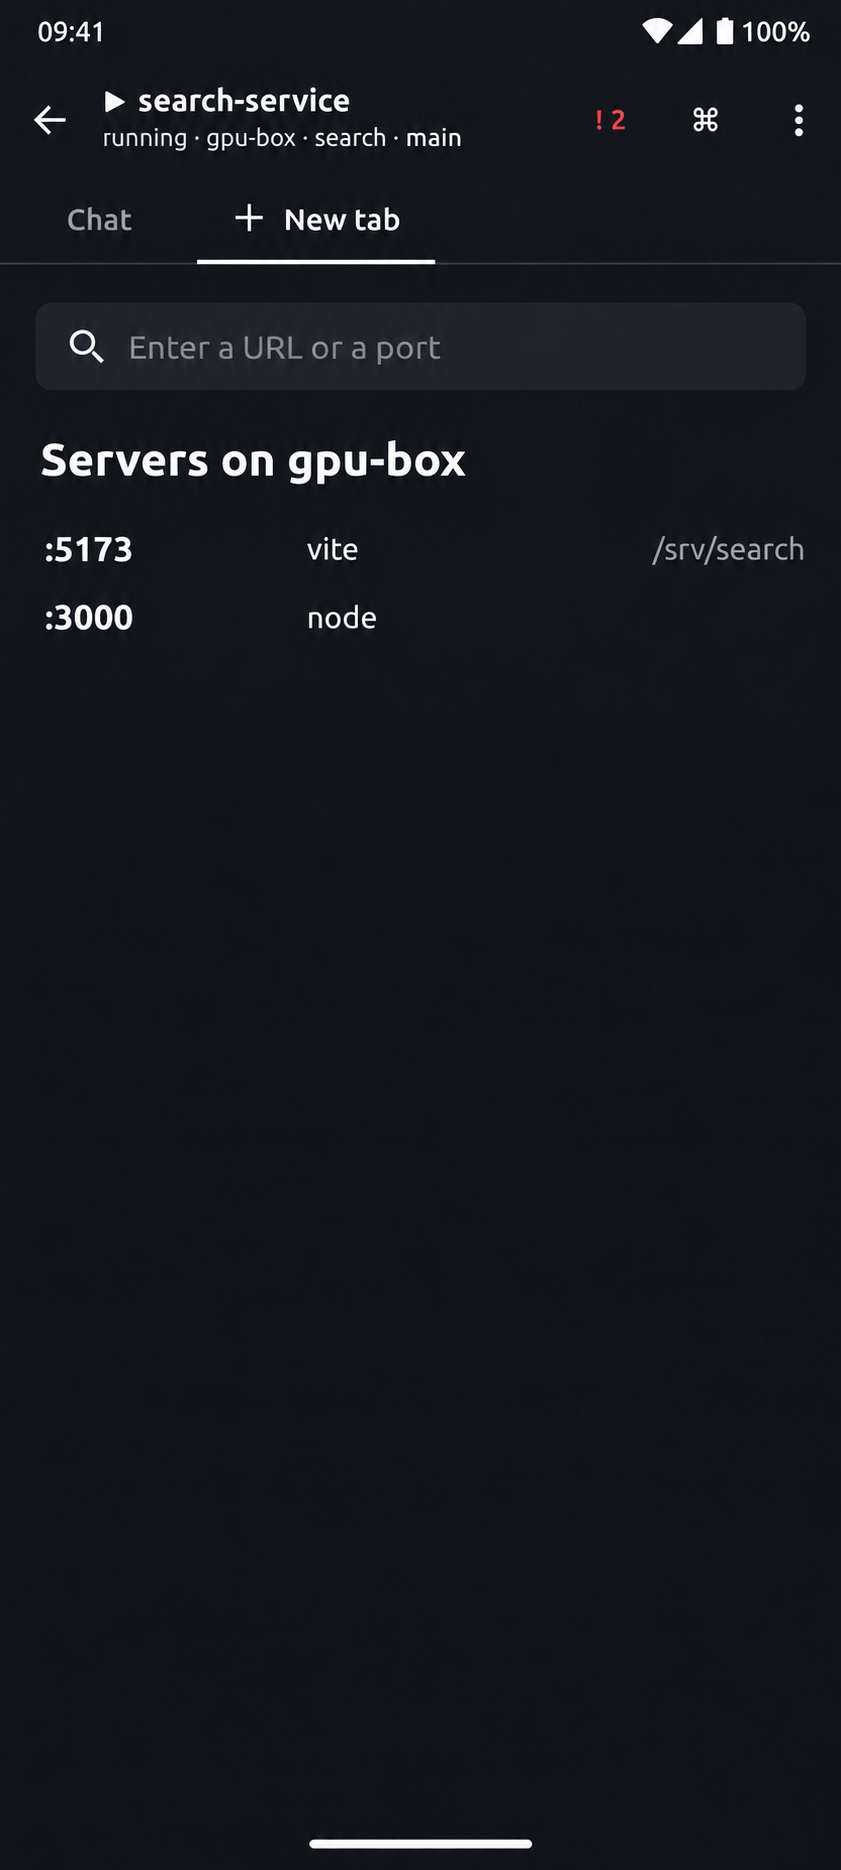 09:41 100%
▶ search-service
running · gpu-box · search · main
! 2 ⌘
Chat + New tab
Enter a URL or a port
Servers on gpu-box
:5173 vite /srv/search
:3000 node